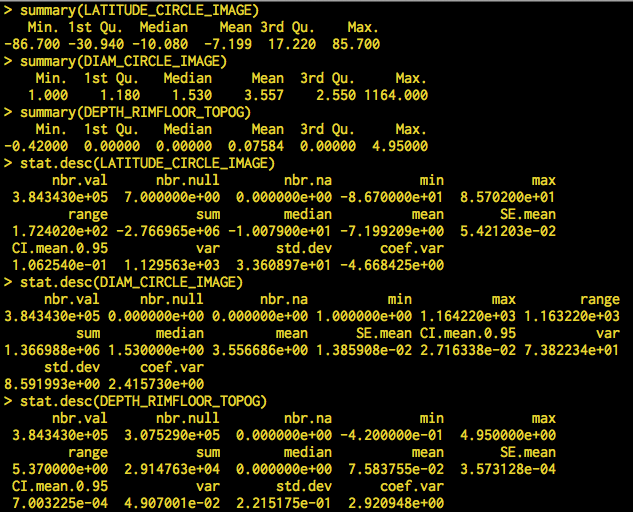 > summary(LATITUDE_CIRCLE_IMAGE)
   Min. 1st Qu.  Median    Mean 3rd Qu.    Max.
-86.700 -30.940 -10.080  -7.199  17.220  85.700
> summary(DIAM_CIRCLE_IMAGE)
    Min.  1st Qu.   Median     Mean  3rd Qu.     Max.
   1.000    1.180    1.530    3.557    2.550 1164.000
> summary(DEPTH_RIMFLOOR_TOPOG)
    Min.  1st Qu.   Median     Mean  3rd Qu.     Max.
-0.42000  0.00000  0.00000  0.07584  0.00000  4.95000
> stat.desc(LATITUDE_CIRCLE_IMAGE)
     nbr.val     nbr.null       nbr.na          min          max
 3.843430e+05  7.000000e+00  0.000000e+00 -8.670000e+01  8.570200e+01
       range          sum       median         mean      SE.mean
 1.724020e+02 -2.766965e+06 -1.007900e+01 -7.199209e+00  5.421203e-02
CI.mean.0.95          var      std.dev     coef.var
 1.062540e-01  1.129563e+03  3.360897e+01 -4.668425e+00
> stat.desc(DIAM_CIRCLE_IMAGE)
     nbr.val     nbr.null       nbr.na          min          max        range
3.843430e+05 0.000000e+00 0.000000e+00 1.000000e+00 1.164220e+03 1.163220e+03
         sum       median         mean      SE.mean CI.mean.0.95          var
1.366988e+06 1.530000e+00 3.556686e+00 1.385908e-02 2.716338e-02 7.382234e+01
     std.dev     coef.var
8.591993e+00 2.415730e+00
> stat.desc(DEPTH_RIMFLOOR_TOPOG)
     nbr.val     nbr.null       nbr.na          min          max
 3.843430e+05  3.075290e+05  0.000000e+00 -4.200000e-01  4.950000e+00
       range          sum       median         mean      SE.mean
 5.370000e+00  2.914763e+04  0.000000e+00  7.583755e-02  3.573128e-04
CI.mean.0.95          var      std.dev     coef.var
 7.003225e-04  4.907001e-02  2.215175e-01  2.920948e+00